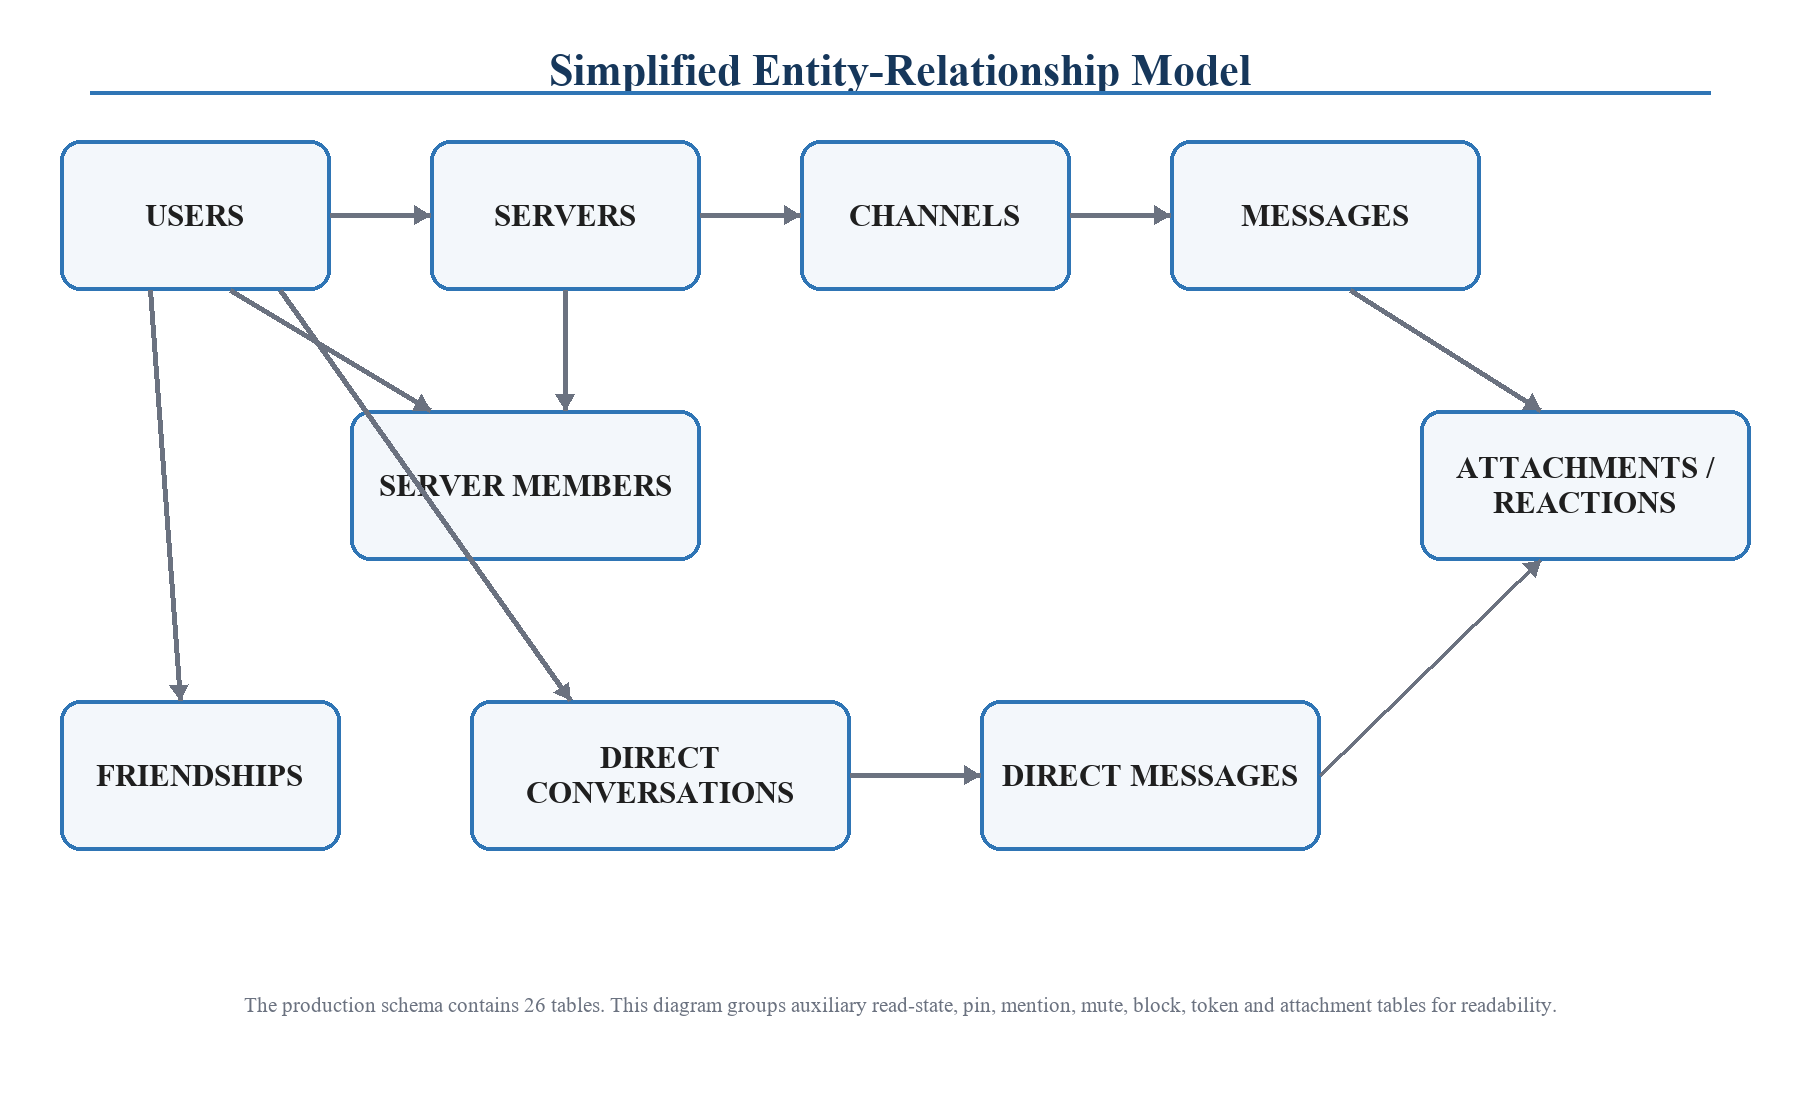 Simplified Entity-Relationship Model
USERS
SERVERS
CHANNELS
MESSAGES
SERVER MEMBERS
ATTACHMENTS /
REACTIONS
FRIENDSHIPS
DIRECT
CONVERSATIONS
DIRECT MESSAGES
The production schema contains 26 tables. This diagram groups auxiliary read-state, pin, mention, mute, block, token and attachment tables for readability.